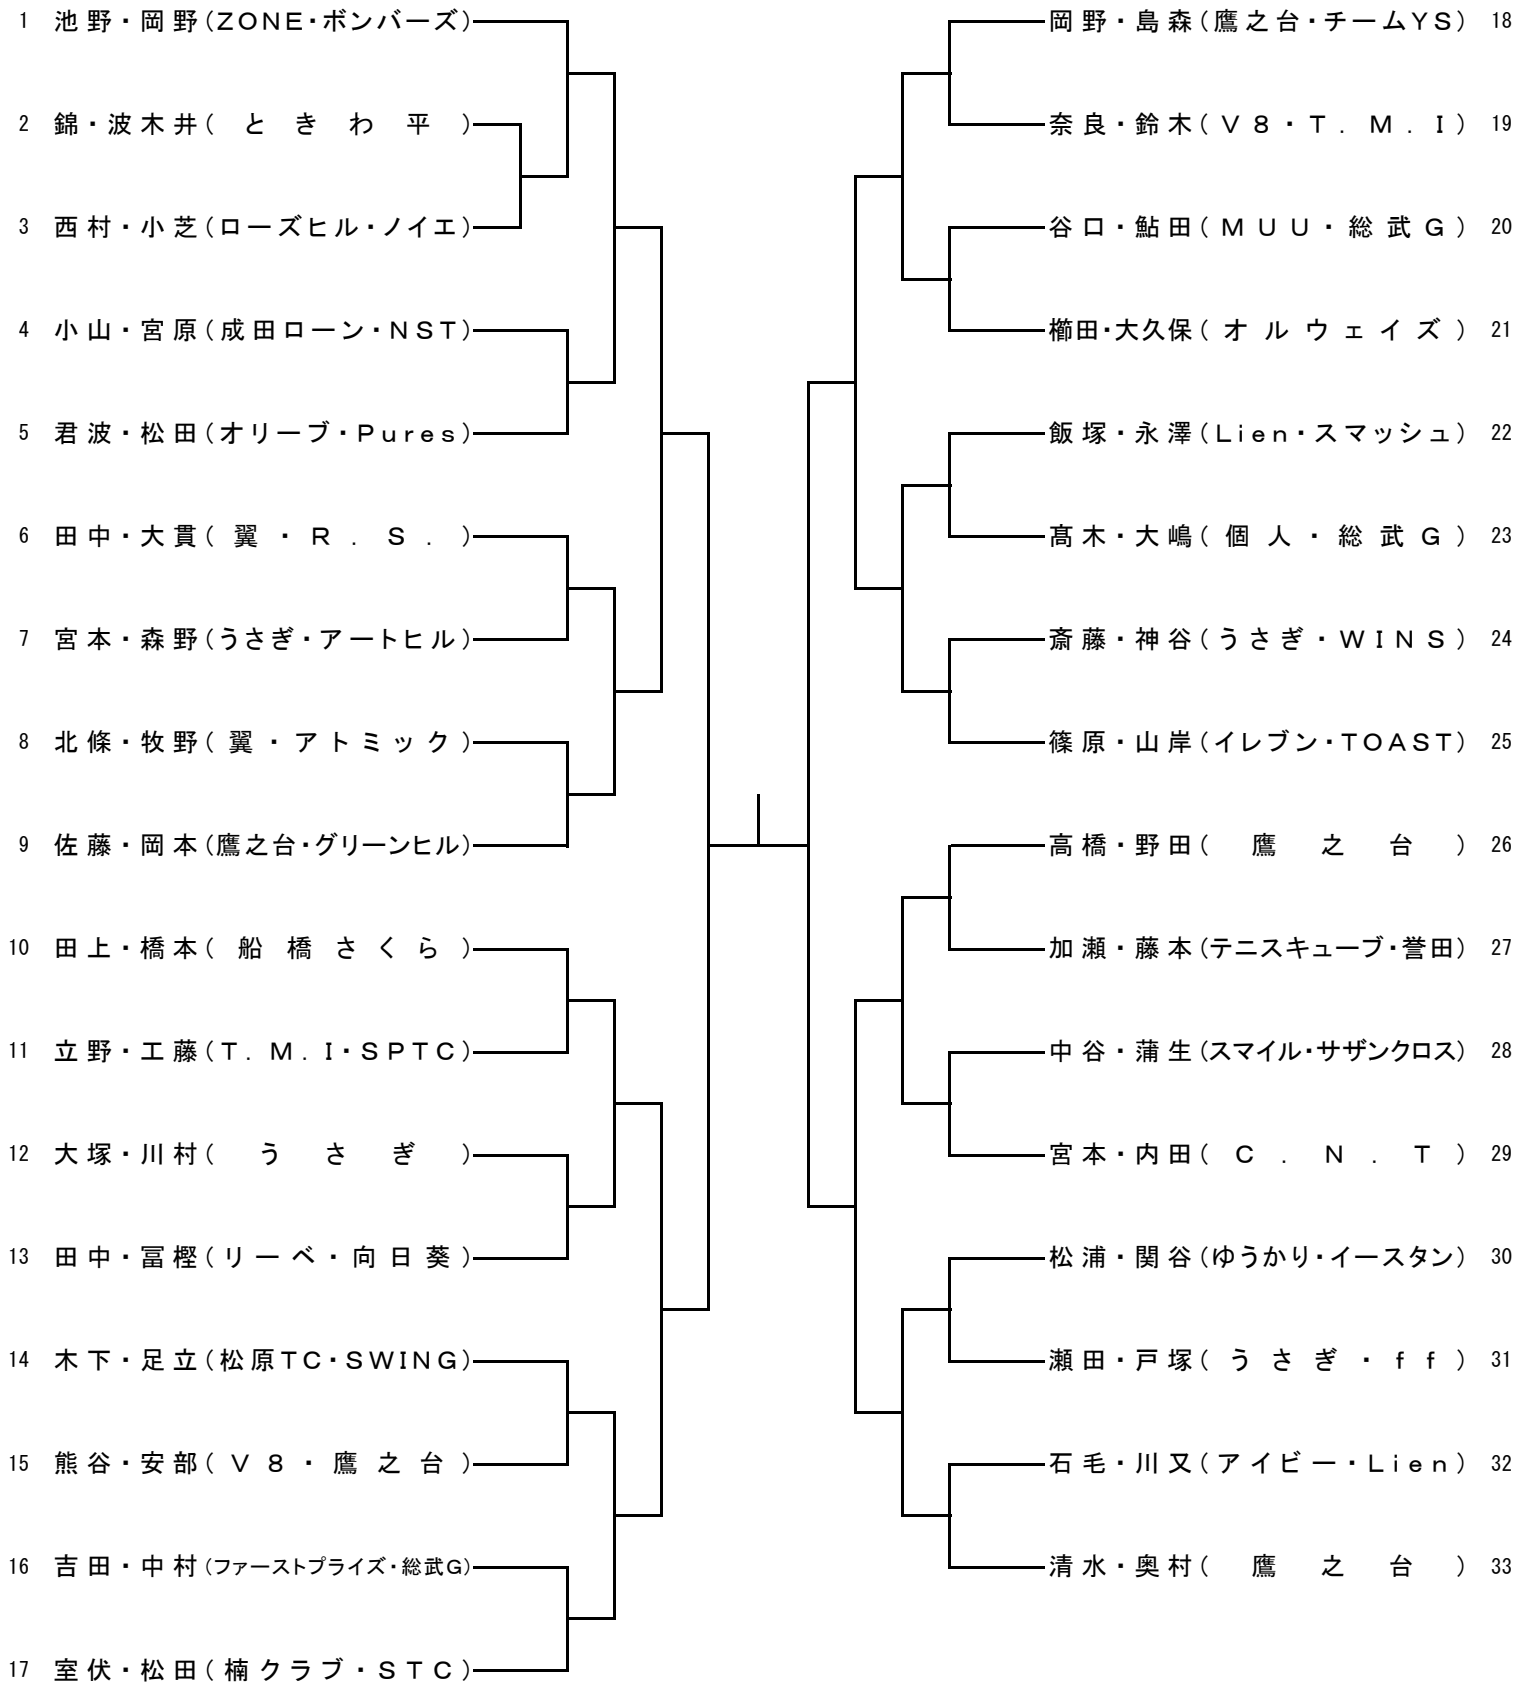 1 池野・岡野(ZONE・ボンバーズ)
2 錦・波木井(ときわ平)
3 西村・小芝(ローズヒル・ノイエ)
4 小山・宮原(成田ローン・NST)
5 君波・松田(オリーブ・Pures)
6 田中・大貫(翼・R.S.)
7 宮本・森野(うさぎ・アートヒル)
8 北條・牧野(翼・アトミック)
9 佐藤・岡本(鷹之台・グリーンヒル)
10 田上・橋本(船橋さくら)
11 立野・工藤(T.M.I・SPTC)
12 大塚・川村(うさぎ)
13 田中・冨樫(リーベ・向日葵)
14 木下・足立(松原TC・SWING)
15 熊谷・安部(V8・鷹之台)
16 吉田・中村(ファーストプライズ・総武G)
17 室伏・松田(楠クラブ・STC)
岡野・島森(鷹之台・チームYS) 18
奈良・鈴木(V8・T.M.I) 19
谷口・鮎田(MUU・総武G) 20
櫛田・大久保(オルウェイズ) 21
飯塚・永澤(Lien・スマッシュ) 22
髙木・大嶋(個人・総武G) 23
斎藤・神谷(うさぎ・WINS) 24
篠原・山岸(イレブン・TOAST) 25
高橋・野田(鷹之台) 26
加瀬・藤本(テニスキューブ・誉田) 27
中谷・蒲生(スマイル・サザンクロス) 28
宮本・内田(C.N.T) 29
松浦・関谷(ゆうかり・イースタン) 30
瀬田・戸塚(うさぎ・ff) 31
石毛・川又(アイビー・Lien) 32
清水・奥村(鷹之台) 33